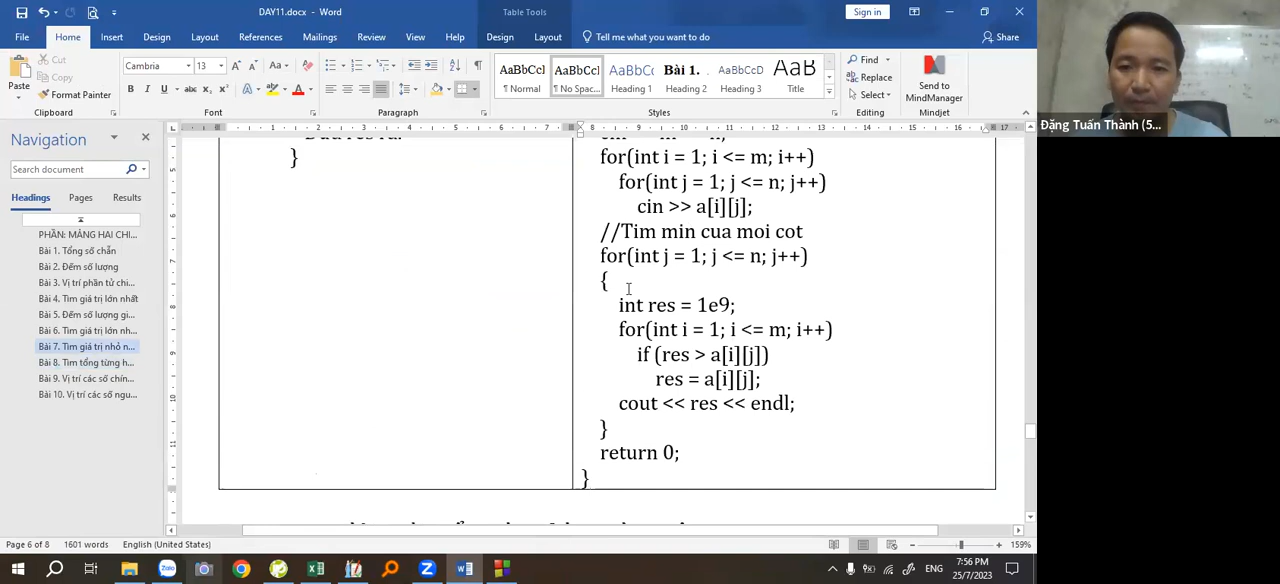 DAY11.docx - Word
Table Tools
Sign in
File
Home
Insert
Design
Layout
References
Mailings
Review
View
Help
Design
Layout
Tell me what you want to do
Share
Paste
Cut
Copy
Format Painter
Clipboard
Cambria
13
Font
Paragraph
AaBbCcl
¶ Normal
AaBbCcl
¶ No Spac...
AaBbCc
Heading 1
Bài 1.
Heading 2
AaBbCcD
Heading 3
AaB
Title
Styles
Find
Replace
Select
Editing
Send to
MindManager
Mindjet
Đặng Tuấn Thành (5...
Navigation
Search document
Headings
Pages
Results
PHẦN: MẢNG HAI CHI...
Bài 1. Tổng số chẵn
Bài 2. Đếm số lượng
Bài 3. Vị trí phần tử chi...
Bài 4. Tìm giá trị lớn nhất
Bài 5. Đếm số lượng gi...
Bài 6. Tìm giá trị lớn nh...
Bài 7. Tìm giá trị nhỏ n...
Bài 8. Tìm tổng từng h...
Bài 9. Vị trí các số chín...
Bài 10. Vị trí các số ngu...
}
for(int i = 1; i <= m; i++)
for(int j = 1; j <= n; j++)
cin >> a[i][j];
//Tim min cua moi cot
for(int j = 1; j <= n; j++)
{
int res = 1e9;
for(int i = 1; i <= m; i++)
if (res > a[i][j])
res = a[i][j];
cout << res << endl;
}
return 0;
}
Page 6 of 8
1601 words
English (United States)
159%
ENG
7:56 PM
25/7/2023